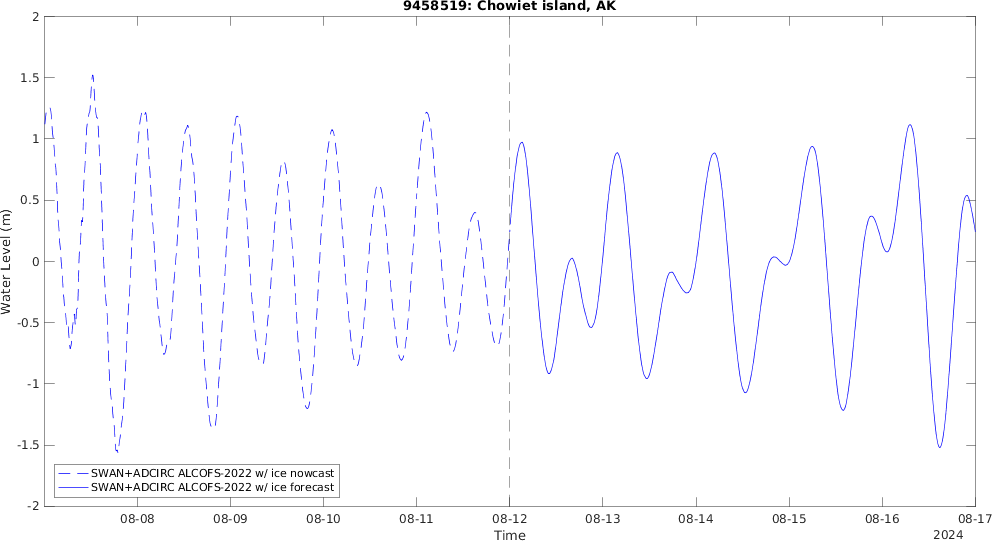 9458519: Chowiet island, AK
2
1.5
1
0.5
0
-0.5
-1
-1.5
-2
Water Level (m)
SWAN+ADCIRC ALCOFS-2022 w/ ice nowcast
SWAN+ADCIRC ALCOFS-2022 w/ ice forecast
08-08 08-09 08-10 08-11 08-12 08-13 08-14 08-15 08-16 08-17
Time
2024